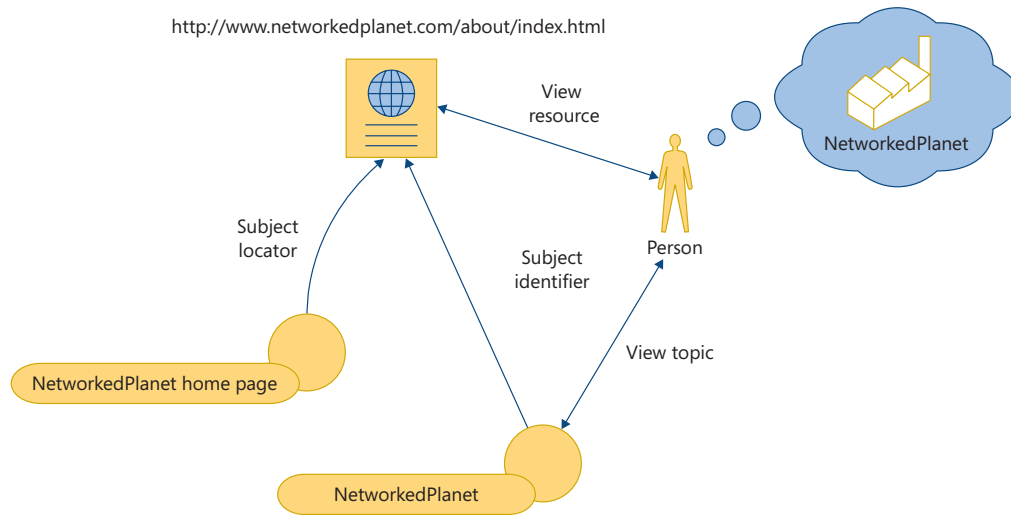 http://www.networkedplanet.com/about/index.html
View
resource
NetworkedPlanet
Subject
locator
Subject
identifier
Person
View topic
NetworkedPlanet home page
NetworkedPlanet